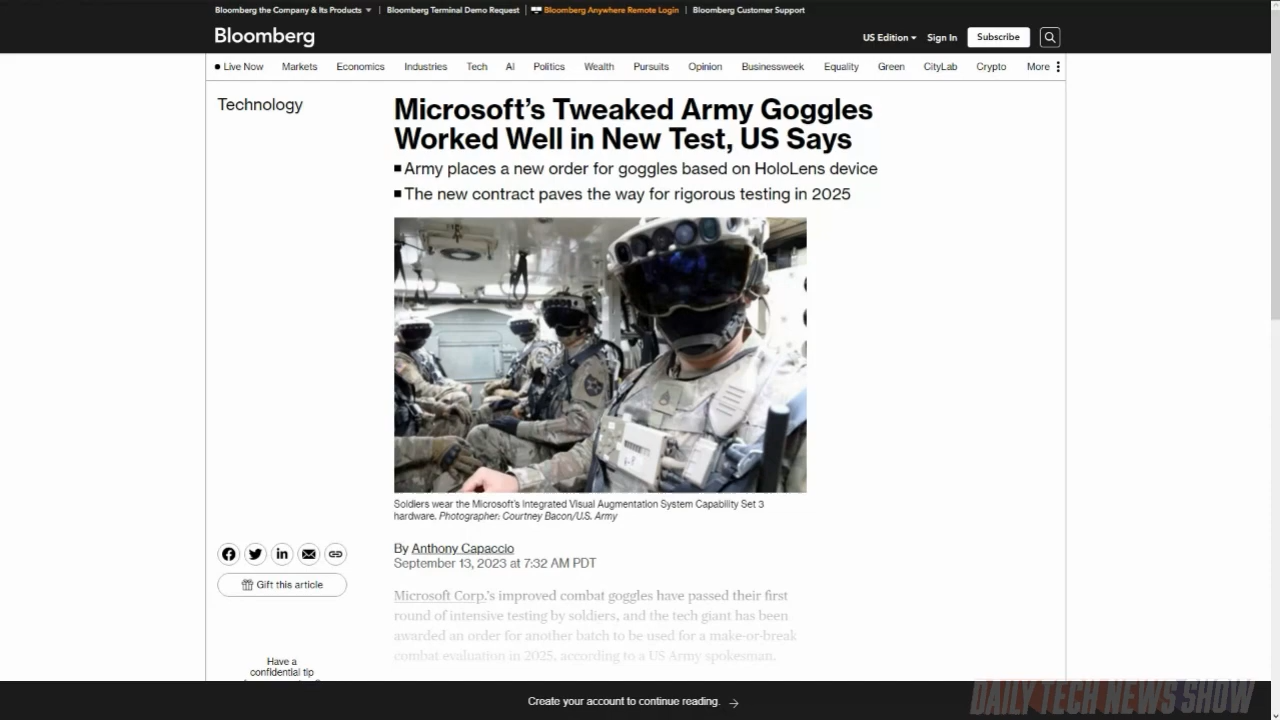 Bloomberg the Company & Its Products
Bloomberg Terminal Demo Request
Bloomberg Anywhere Remote Login
Bloomberg Customer Support
Bloomberg
US Edition
Sign In
Subscribe
Live Now
Markets
Economics
Industries
Tech
AI
Politics
Wealth
Pursuits
Opinion
Businessweek
Equality
Green
CityLab
Crypto
More
Technology
Microsoft's Tweaked Army Goggles
Worked Well in New Test, US Says
Army places a new order for goggles based on HoloLens device
The new contract paves the way for rigorous testing in 2025
Soldiers wear the Microsoft's Integrated Visual Augmentation System Capability Set 3
hardware. Photographer: Courtney Bacon/U.S. Army
By Anthony Capaccio
September 13, 2023 at 7:32 AM PDT
Gift this article
Microsoft Corp.'s improved combat goggles have passed their first
round of intensive testing by soldiers, and the tech giant has been
awarded an order for another batch to be used for a make-or-break
combat evaluation in 2025, according to a US Army spokesman.
Have a
confidential tip
Create your account to continue reading.
DAILY TECH NEWS SHOW